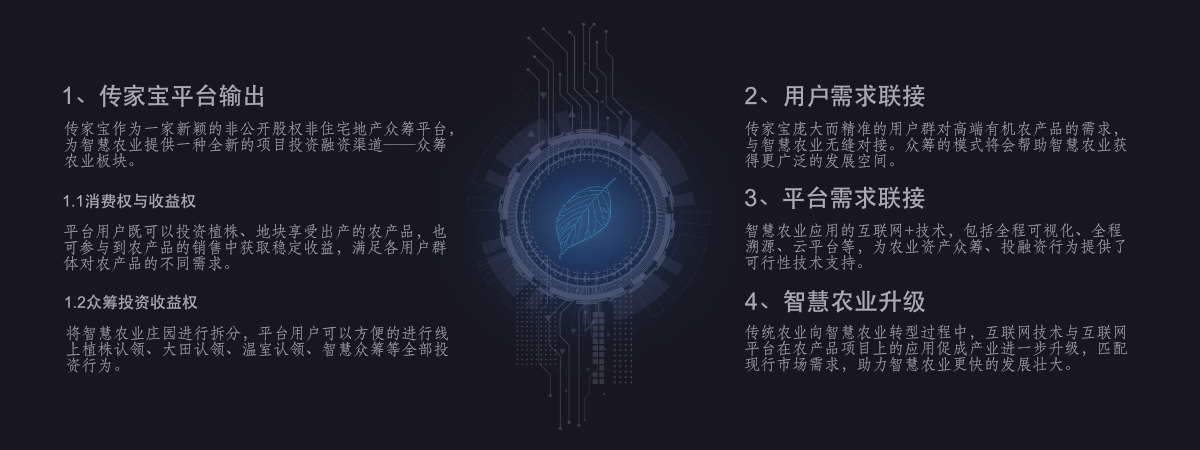 1、传家宝平台输出
传家宝作为一家新颖的非公开股权非住宅地产众筹平台，
为智慧农业提供一种全新的项目投资融资渠道——众筹
农业板块。
1.1消费权与收益权
平台用户既可以投资植株、地块享受出产的农产品，也
可参与到农产品的销售中获取稳定收益，满足各用户群
体对农产品的不同需求。
1.2众筹投资收益权
将智慧农业庄园进行拆分，平台用户可以方便的进行线
上植株认领、大田认领、温室认领、智慧众筹等全部投
资行为。
2、用户需求联接
传家宝庞大而精准的用户群对高端有机农产品的需求，
与智慧农业无缝对接。众筹的模式将会帮助智慧农业获
得更广泛的发展空间。
3、平台需求联接
智慧农业应用的互联网+技术，包括全程可视化、全程
溯源、云平台等，为农业资产众筹、投融资行为提供了
可行性技术支持。
4、智慧农业升级
传统农业向智慧农业转型过程中，互联网技术与互联网
平台在农产品项目上的应用促成产业进一步升级，匹配
现行市场需求，助力智慧农业更快的发展壮大。